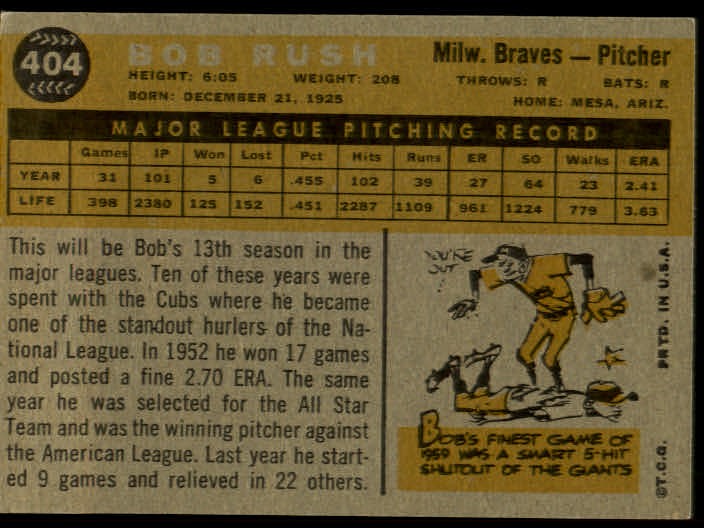 404
BOB RUSH
Milw. Braves — Pitcher
HEIGHT: 6:05 WEIGHT: 208 THROWS: R BATS: R
BORN: DECEMBER 21, 1925 HOME: MESA, ARIZ.
MAJOR LEAGUE PITCHING RECORD
Games IP Won Lost Pct Hits Runs ER SO Walks ERA
YEAR 31 101 5 6 .455 102 39 27 64 23 2.41
LIFE 398 2380 125 152 .451 2287 1109 961 1224 779 3.63
This will be Bob's 13th season in the
major leagues. Ten of these years were
spent with the Cubs where he became
one of the standout hurlers of the Na-
tional League. In 1952 he won 17 games
and posted a fine 2.70 ERA. The same
year he was selected for the All Star
Team and was the winning pitcher against
the American League. Last year he start-
ed 9 games and relieved in 22 others.
YOU'RE
OUT!
BOB'S FINEST GAME OF
1959 WAS A SMART 5-HIT
SHUTOUT OF THE GIANTS
PRTD. IN U.S.A.
©T.C.G.